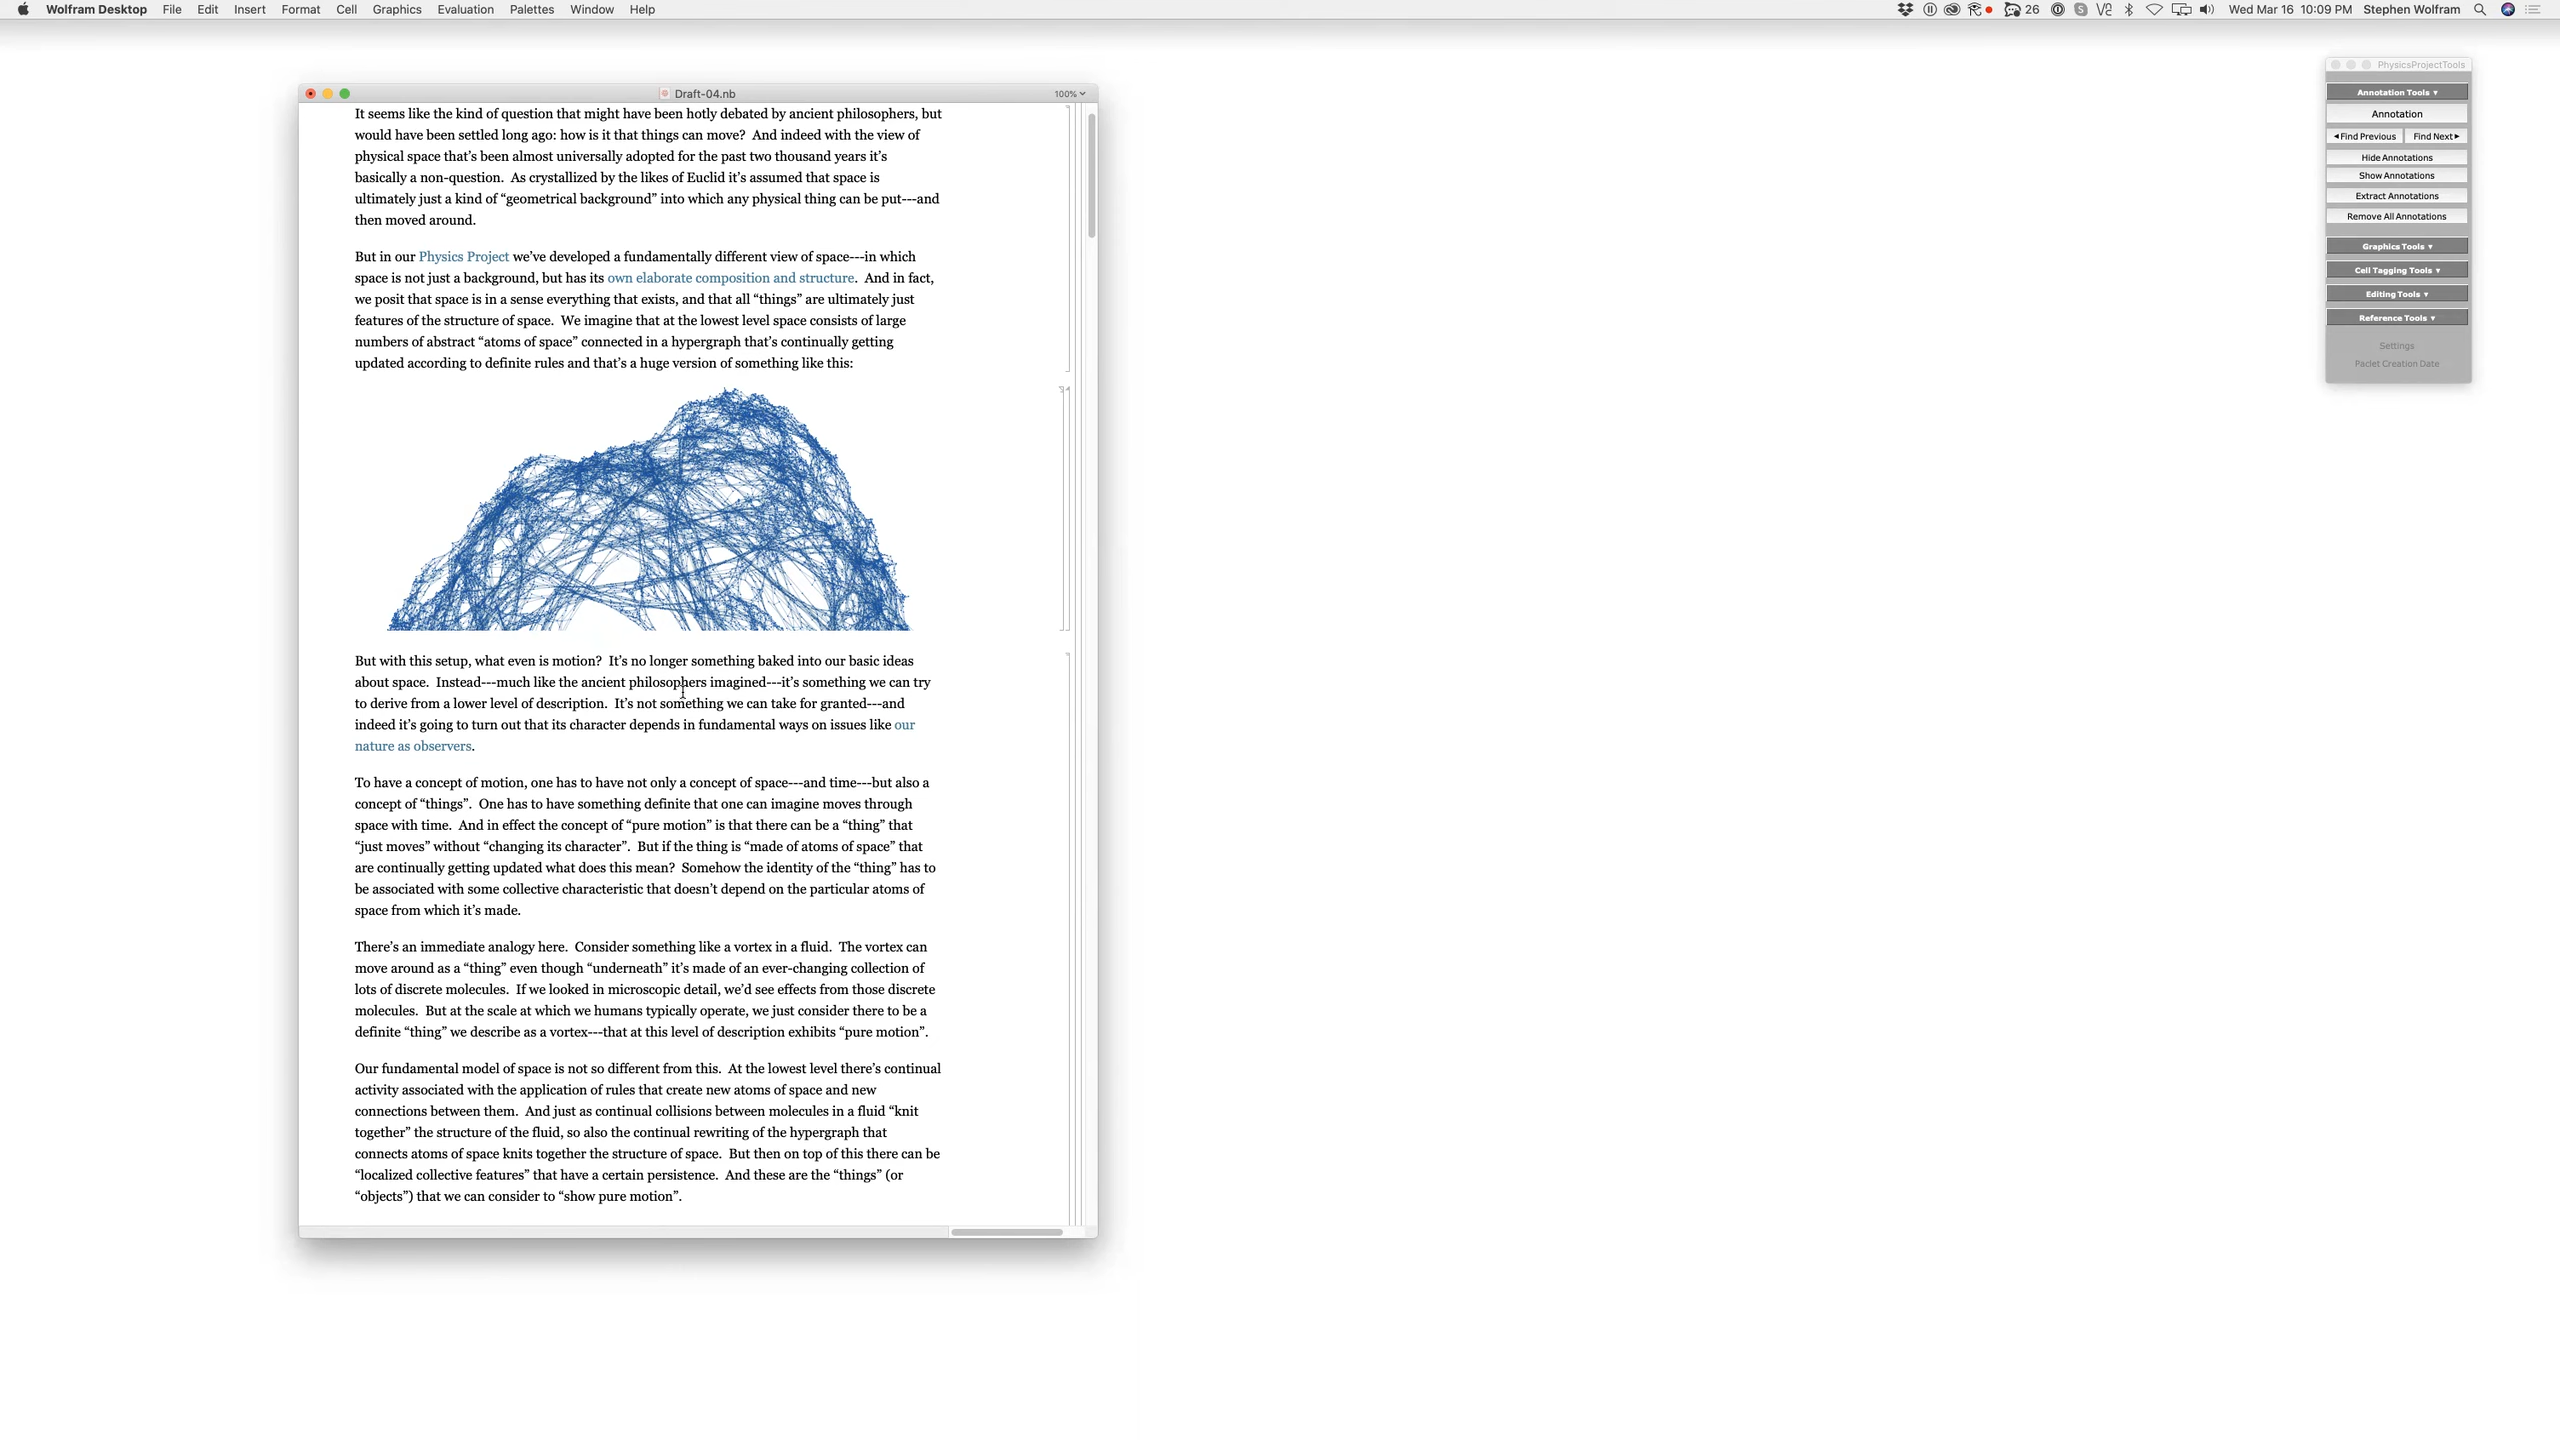 Wolfram Desktop File Edit Insert Format Cell Graphics Evaluation Palettes Window Help
26 Wed Mar 16 10:09 PM Stephen Wolfram
Draft-04.nb 100%
It seems like the kind of question that might have been hotly debated by ancient philosophers, but
would have been settled long ago: how is it that things can move?  And indeed with the view of
physical space that’s been almost universally adopted for the past two thousand years it’s
basically a non-question.  As crystallized by the likes of Euclid it’s assumed that space is
ultimately just a kind of “geometrical background” into which any physical thing can be put---and
then moved around.
But in our Physics Project we’ve developed a fundamentally different view of space---in which
space is not just a background, but has its own elaborate composition and structure.  And in fact,
we posit that space is in a sense everything that exists, and that all “things” are ultimately just
features of the structure of space.  We imagine that at the lowest level space consists of large
numbers of abstract “atoms of space” connected in a hypergraph that’s continually getting
updated according to definite rules and that’s a huge version of something like this:
But with this setup, what even is motion?  It’s no longer something baked into our basic ideas
about space.  Instead---much like the ancient philosophers imagined---it’s something we can try
to derive from a lower level of description.  It’s not something we can take for granted---and
indeed it’s going to turn out that its character depends in fundamental ways on issues like our
nature as observers.
To have a concept of motion, one has to have not only a concept of space---and time---but also a
concept of “things”.  One has to have something definite that one can imagine moves through
space with time.  And in effect the concept of “pure motion” is that there can be a “thing” that
“just moves” without “changing its character”.  But if the thing is “made of atoms of space” that
are continually getting updated what does this mean?  Somehow the identity of the “thing” has to
be associated with some collective characteristic that doesn’t depend on the particular atoms of
space from which it’s made.
There’s an immediate analogy here.  Consider something like a vortex in a fluid.  The vortex can
move around as a “thing” even though “underneath” it’s made of an ever-changing collection of
lots of discrete molecules.  If we looked in microscopic detail, we’d see effects from those discrete
molecules.  But at the scale at which we humans typically operate, we just consider there to be a
definite “thing” we describe as a vortex---that at this level of description exhibits “pure motion”.
Our fundamental model of space is not so different from this.  At the lowest level there’s continual
activity associated with the application of rules that create new atoms of space and new
connections between them.  And just as continual collisions between molecules in a fluid “knit
together” the structure of the fluid, so also the continual rewriting of the hypergraph that
connects atoms of space knits together the structure of space.  But then on top of this there can be
“localized collective features” that have a certain persistence.  And these are the “things” (or
“objects”) that we can consider to “show pure motion”.
PhysicsProjectTools
Annotation Tools ▾
Annotation
◂Find Previous Find Next▸
Hide Annotations
Show Annotations
Extract Annotations
Remove All Annotations
Graphics Tools ▾
Cell Tagging Tools ▾
Editing Tools ▾
Reference Tools ▾
Settings
Paclet Creation Date